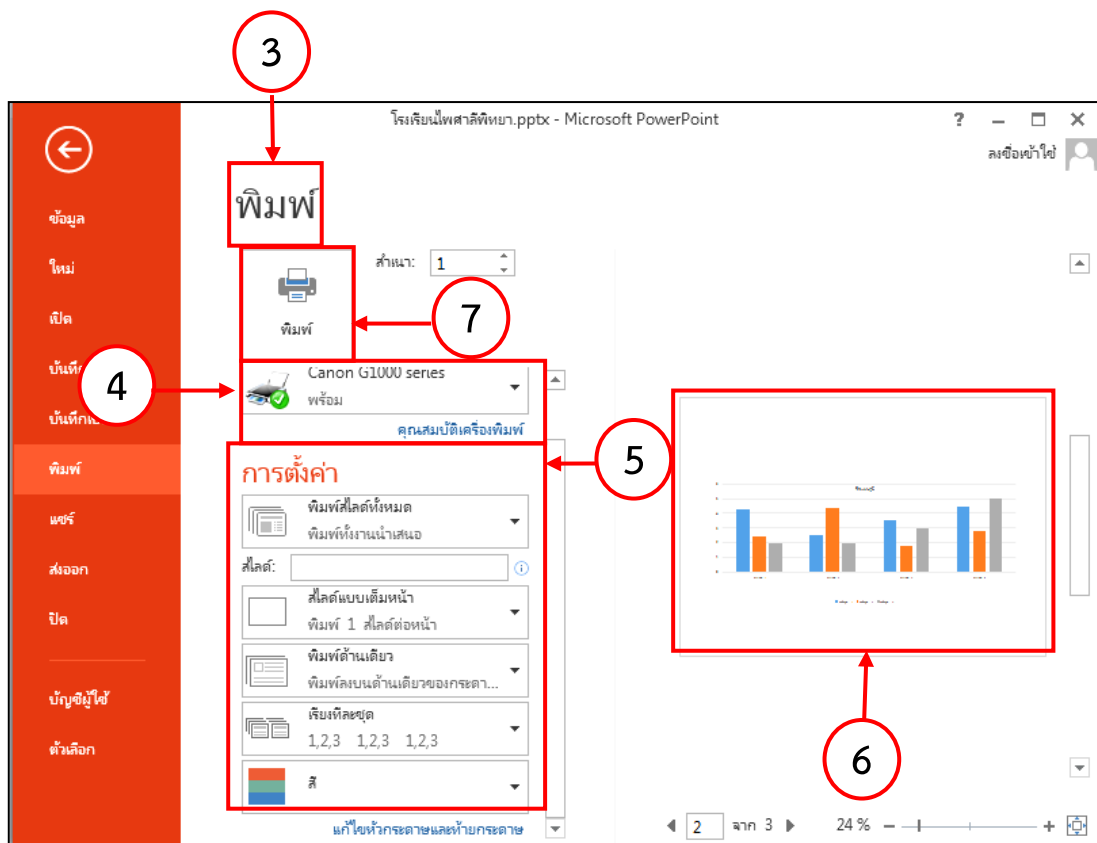 3
โรงเรียนไพศาลีพิทยา.pptx - Microsoft PowerPoint
?
ลงชื่อเข้าใช้
พิมพ์
ข้อมูล
ใหม่
เปิด
บันทึก
บันทึกเป็น
พิมพ์
แชร์
ส่งออก
ปิด
บัญชีผู้ใช้
ตัวเลือก
สำเนา: 1
พิมพ์
7
4
Canon G1000 series
พร้อม
คุณสมบัติเครื่องพิมพ์
5
การตั้งค่า
พิมพ์สไลด์ทั้งหมด
พิมพ์ทั้งงานนำเสนอ
สไลด์:
สไลด์แบบเต็มหน้า
พิมพ์ 1 สไลด์ต่อหน้า
พิมพ์ด้านเดียว
พิมพ์ลงบนด้านเดียวของกระดา...
เรียงทีละชุด
1,2,3 1,2,3 1,2,3
สี
แก้ไขหัวกระดาษและท้ายกระดาษ
6
2 จาก 3
24 %